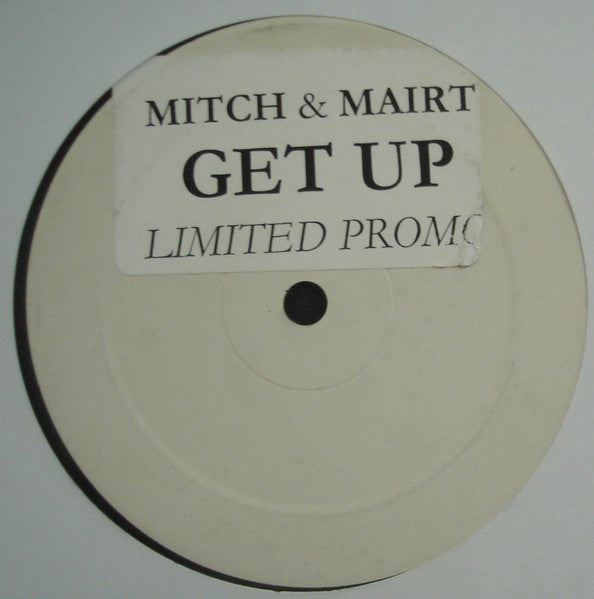 MITCH & MAIRT
GET UP
LIMITED PROMO